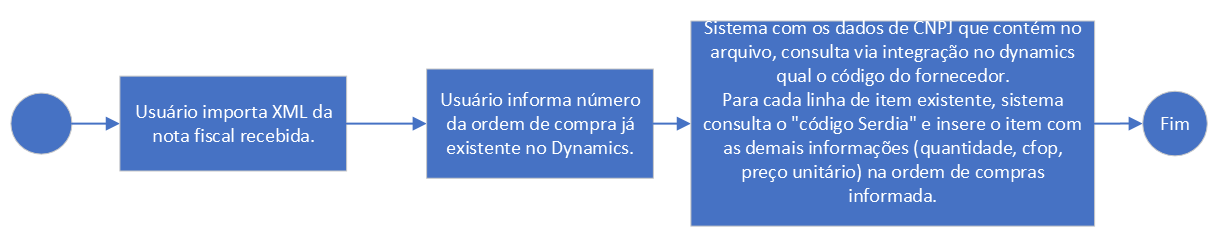 Usuário importa XML da
nota fiscal recebida.
Usuário informa número
da ordem de compra já
existente no Dynamics.
Sistema com os dados de CNPJ que contém no
arquivo, consulta via integração no dynamics
qual o código do fornecedor.
Para cada linha de item existente, sistema
consulta o "código Serdia" e insere o item com
as demais informações (quantidade, cfop,
preço unitário) na ordem de compras
informada.
Fim